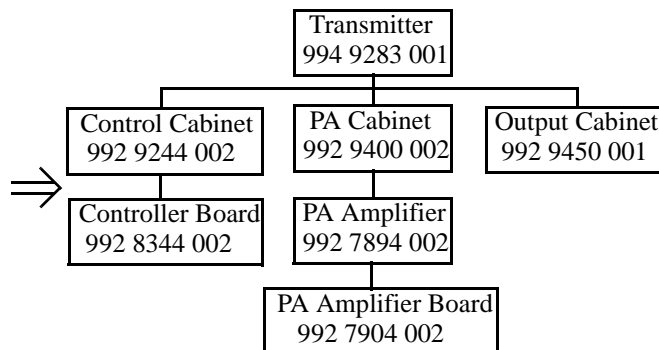 Transmitter
994 9283 001
Control Cabinet
992 9244 002
PA Cabinet
992 9400 002
Output Cabinet
992 9450 001
Controller Board
992 8344 002
PA Amplifier
992 7894 002
PA Amplifier Board
992 7904 002